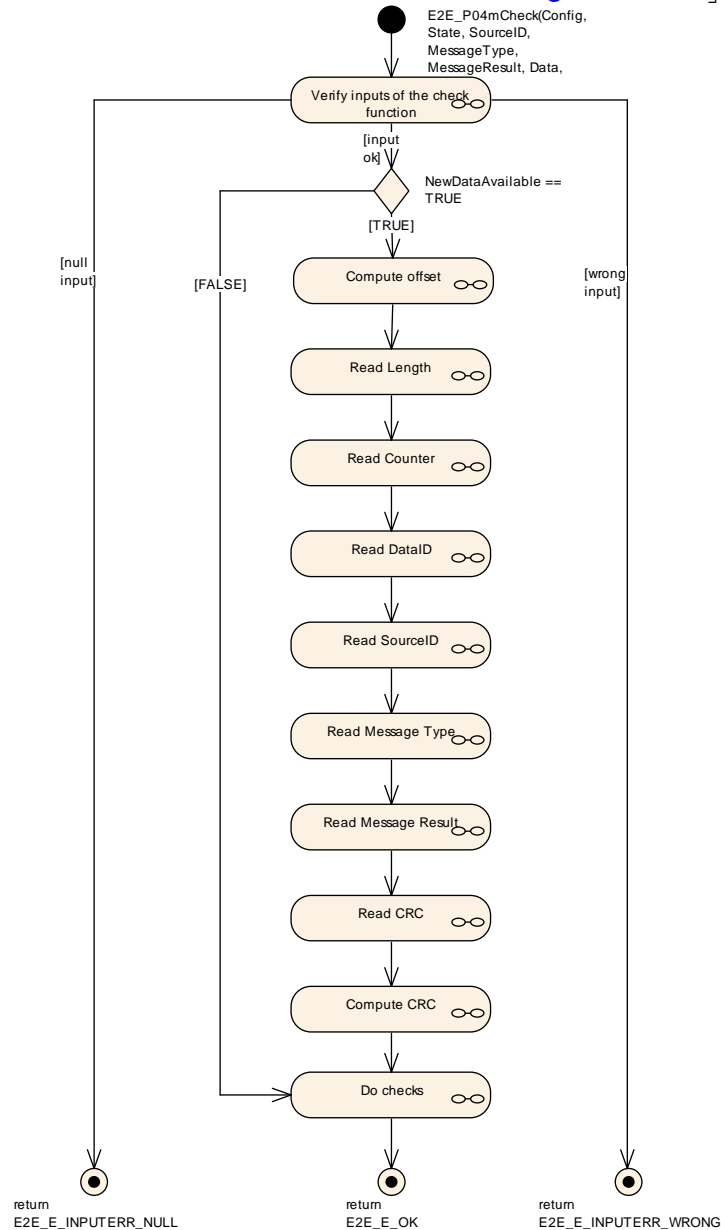 E2E_P04mCheck(Config,
State, SourceID,
MessageType,
MessageResult, Data,
Verify inputs of the check
function
[input
ok]
NewDataAvailable ==
TRUE
[TRUE]
[null
input]
[FALSE]
[wrong
input]
Compute offset
Read Length
Read Counter
Read DataID
Read SourceID
Read Message Type
Read Message Result
Read CRC
Compute CRC
Do checks
return
E2E_E_INPUTERR_NULL
return
E2E_E_OK
return
E2E_E_INPUTERR_WRONG